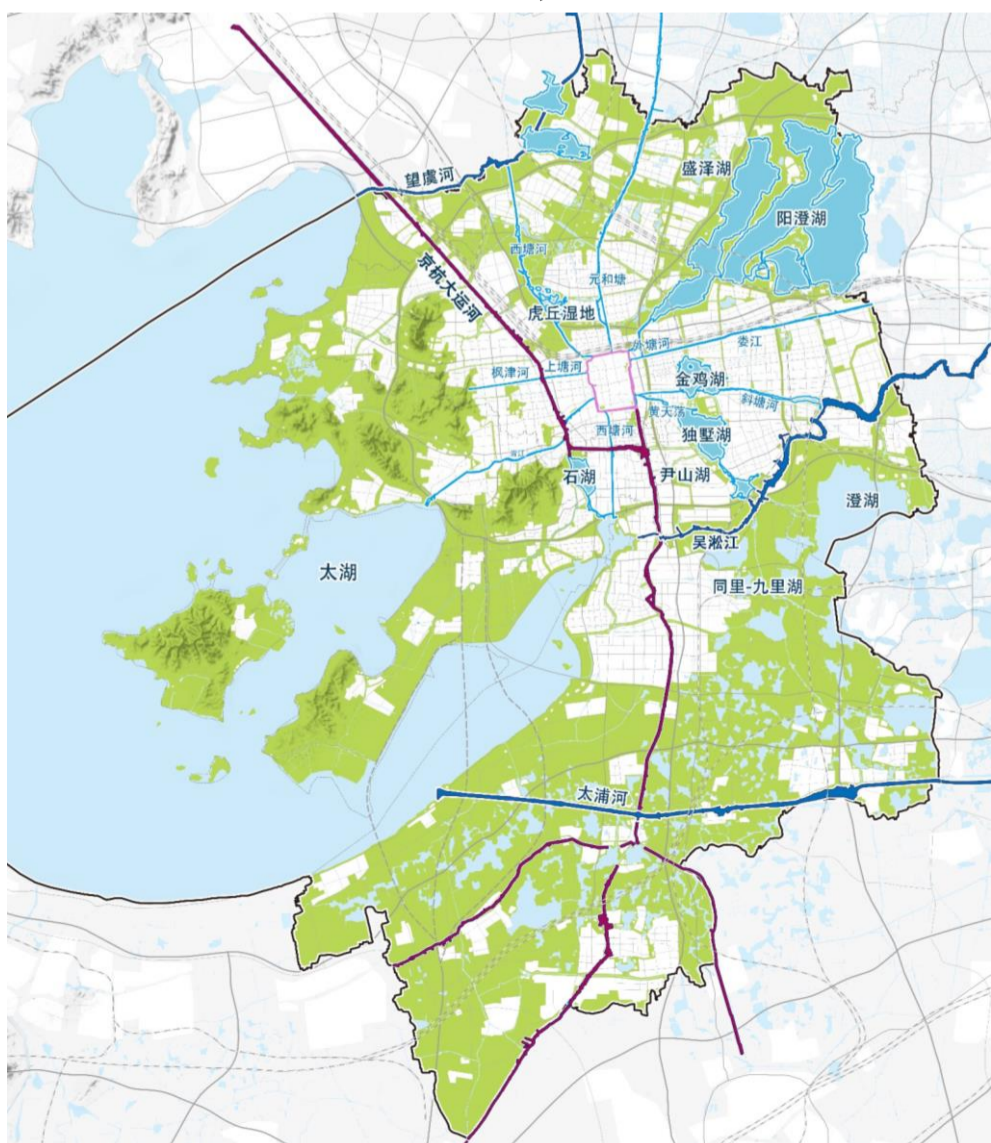 望虞河
盛泽湖
阳澄湖
西塘河
京杭大运河
元和塘
虎丘湿地
外塘河
娄江
上塘河
枫津河
金鸡湖
斜塘河
黄天荡
西塘河
独墅湖
胥江
石湖
尹山湖
澄湖
吴淞江
太湖
同里-九里湖
太浦河